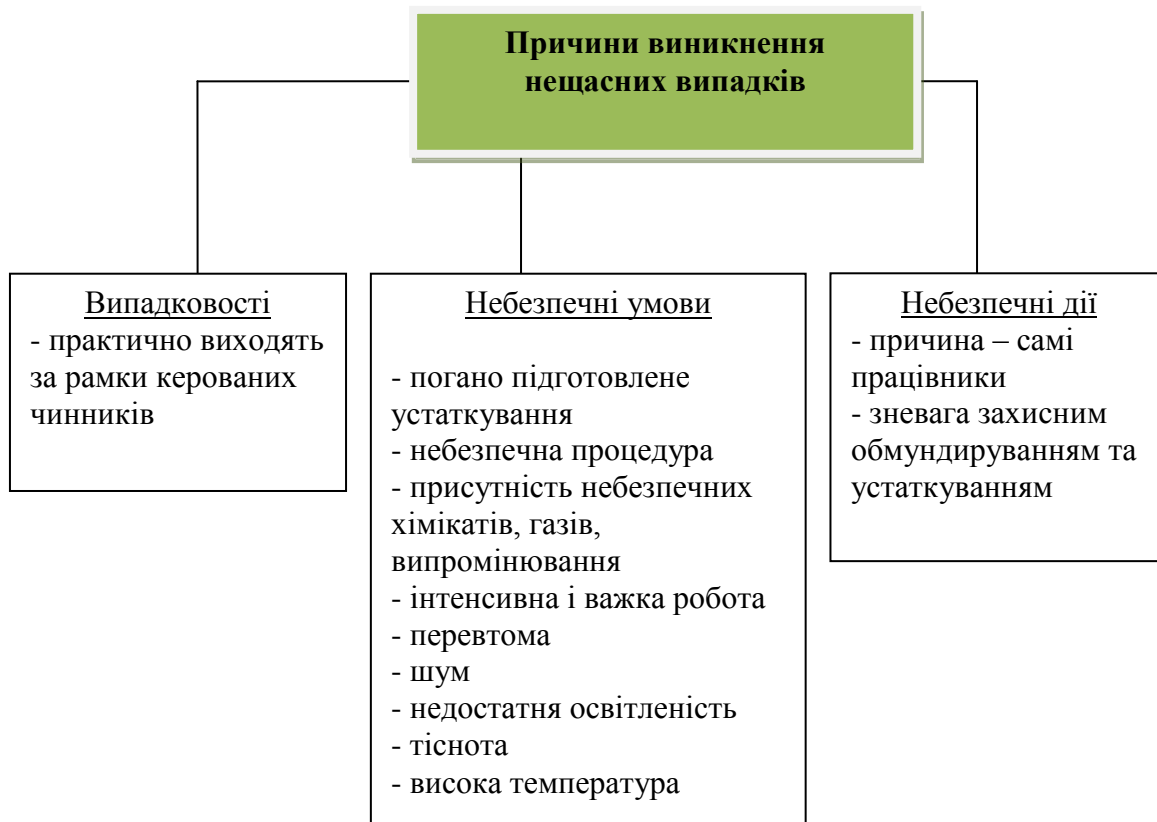 Причини виникнення
нещасних випадків
Випадковості
- практично виходять
за рамки керованих
чинників
Небезпечні умови
- погано підготовлене
устаткування
- небезпечна процедура
- присутність небезпечних
хімікатів, газів,
випромінювання
- інтенсивна і важка робота
- перевтома
- шум
- недостатня освітленість
- тіснота
- висока температура
Небезпечні дії
- причина – самі
працівники
- зневага захисним
обмундируванням та
устаткуванням